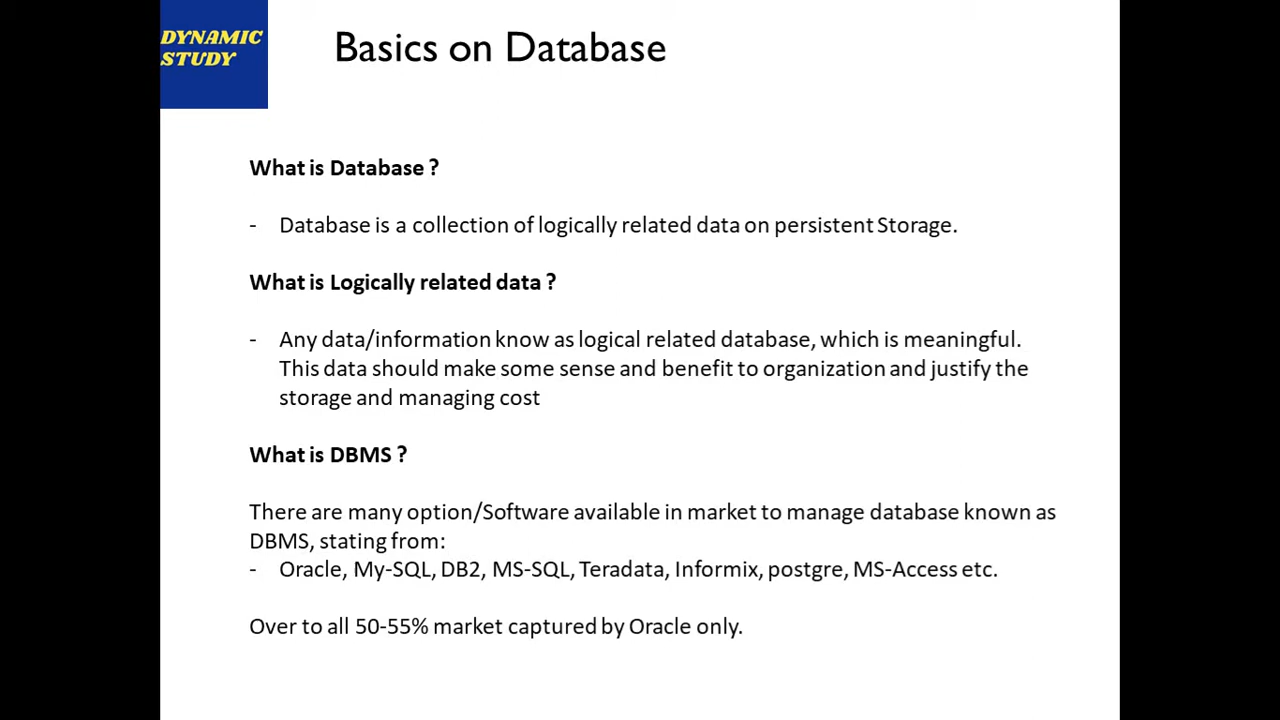 DYNAMIC
STUDY
Basics on Database
What is Database ?
- Database is a collection of logically related data on persistent Storage.
What is Logically related data ?
- Any data/information know as logical related database, which is meaningful.
This data should make some sense and benefit to organization and justify the
storage and managing cost
What is DBMS ?
There are many option/Software available in market to manage database known as
DBMS, stating from:
- Oracle, My-SQL, DB2, MS-SQL, Teradata, Informix, postgre, MS-Access etc.
Over to all 50-55% market captured by Oracle only.